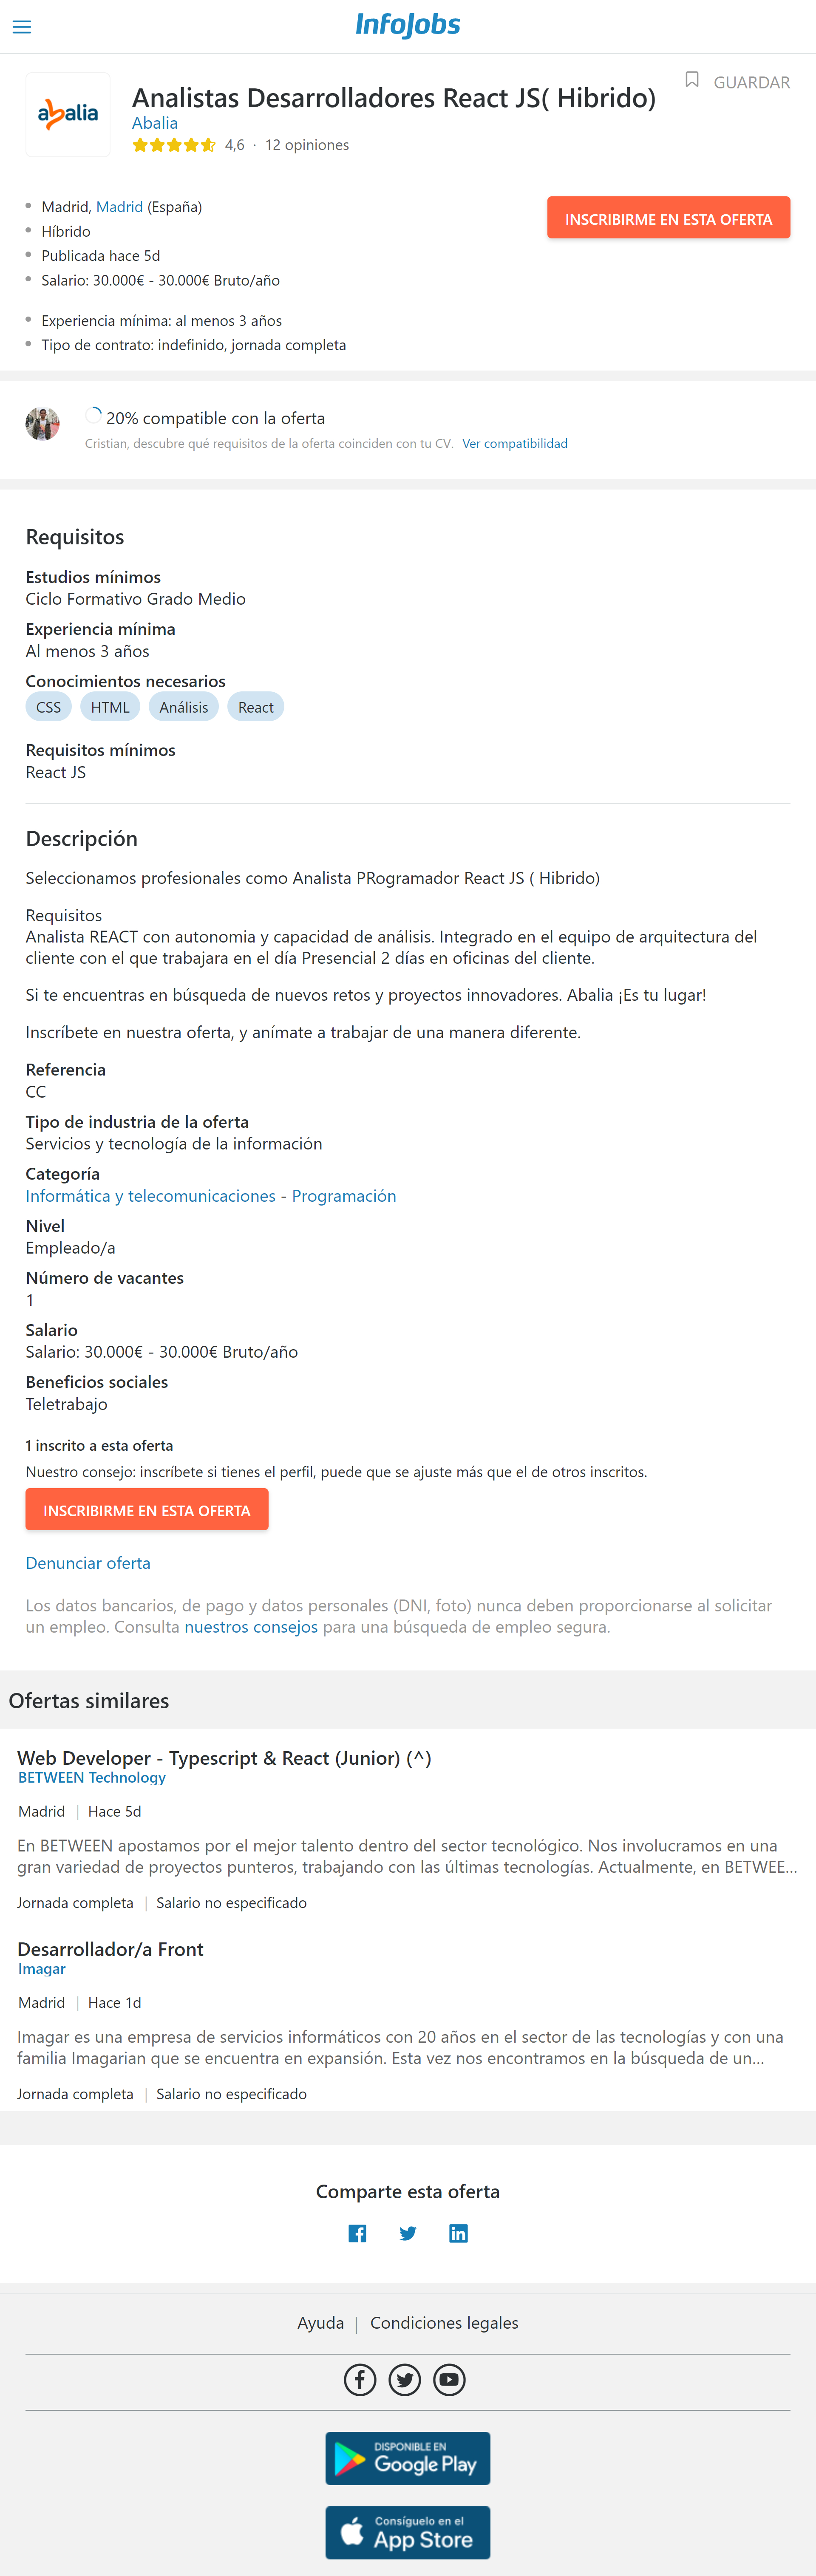 InfoJobs
abalia
Analistas Desarrolladores React JS( Hibrido)
GUARDAR
Abalia
4,6 · 12 opiniones
Madrid, Madrid (España)
INSCRIBIRME EN ESTA OFERTA
Híbrido
Publicada hace 5d
Salario: 30.000€ - 30.000€ Bruto/año
Experiencia mínima: al menos 3 años
Tipo de contrato: indefinido, jornada completa
20% compatible con la oferta
Cristian, descubre qué requisitos de la oferta coinciden con tu CV. Ver compatibilidad
Requisitos
Estudios mínimos
Ciclo Formativo Grado Medio
Experiencia mínima
Al menos 3 años
Conocimientos necesarios
CSS HTML Análisis React
Requisitos mínimos
React JS
Descripción
Seleccionamos profesionales como Analista PRogramador React JS ( Hibrido)
Requisitos
Analista REACT con autonomia y capacidad de análisis. Integrado en el equipo de arquitectura del
cliente con el que trabajara en el día Presencial 2 días en oficinas del cliente.
Si te encuentras en búsqueda de nuevos retos y proyectos innovadores. Abalia ¡Es tu lugar!
Inscríbete en nuestra oferta, y anímate a trabajar de una manera diferente.
Referencia
CC
Tipo de industria de la oferta
Servicios y tecnología de la información
Categoría
Informática y telecomunicaciones - Programación
Nivel
Empleado/a
Número de vacantes
1
Salario
Salario: 30.000€ - 30.000€ Bruto/año
Beneficios sociales
Teletrabajo
1 inscrito a esta oferta
Nuestro consejo: inscríbete si tienes el perfil, puede que se ajuste más que el de otros inscritos.
INSCRIBIRME EN ESTA OFERTA
Denunciar oferta
Los datos bancarios, de pago y datos personales (DNI, foto) nunca deben proporcionarse al solicitar
un empleo. Consulta nuestros consejos para una búsqueda de empleo segura.
Ofertas similares
Web Developer - Typescript & React (Junior) (^)
BETWEEN Technology
Madrid | Hace 5d
En BETWEEN apostamos por el mejor talento dentro del sector tecnológico. Nos involucramos en una
gran variedad de proyectos punteros, trabajando con las últimas tecnologías. Actualmente, en BETWEE...
Jornada completa | Salario no especificado
Desarrollador/a Front
Imagar
Madrid | Hace 1d
Imagar es una empresa de servicios informáticos con 20 años en el sector de las tecnologías y con una
familia Imagarian que se encuentra en expansión. Esta vez nos encontramos en la búsqueda de un...
Jornada completa | Salario no especificado
Comparte esta oferta
Ayuda | Condiciones legales
DISPONIBLE EN
Google Play
Consíguelo en el
App Store